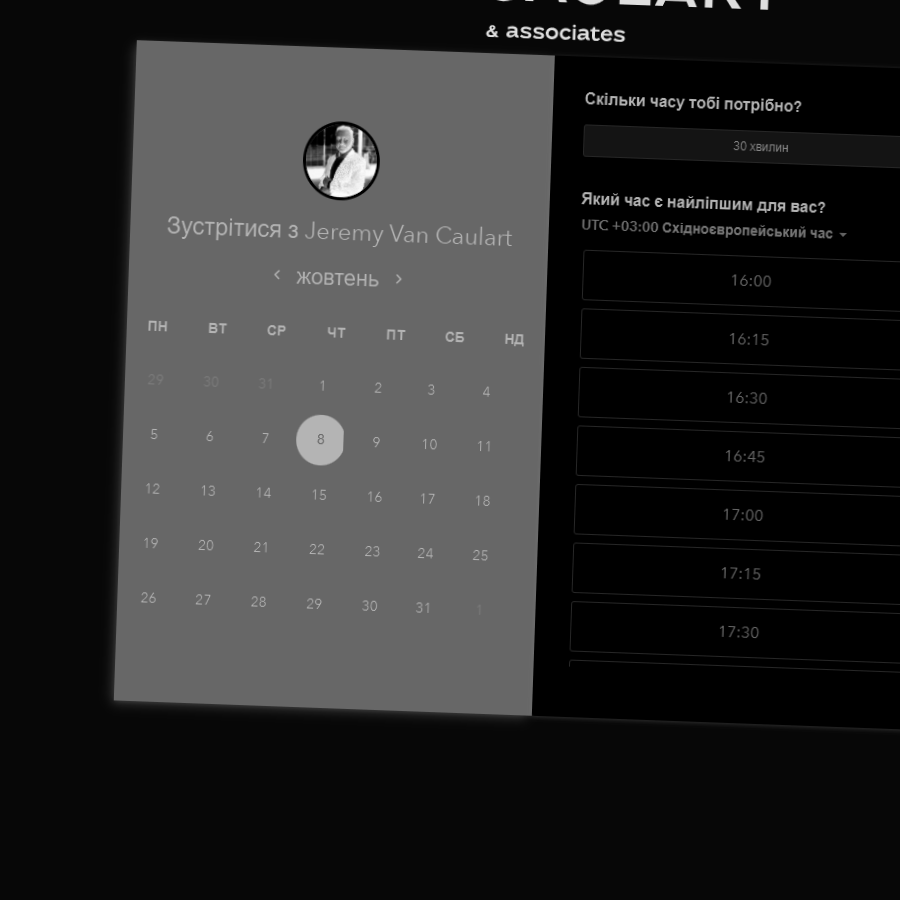 & associates
Зустрітися з Jeremy Van Caulart
‹ жовтень ›
ПН ВТ СР ЧТ ПТ СБ НД
29 30 31 1 2 3 4
5 6 7 8 9 10 11
12 13 14 15 16 17 18
19 20 21 22 23 24 25
26 27 28 29 30 31 1
Скільки часу тобі потрібно?
30 хвилин
Який час є найліпшим для вас?
UTC +03:00 Східноєвропейський час
16:00
16:15
16:30
16:45
17:00
17:15
17:30